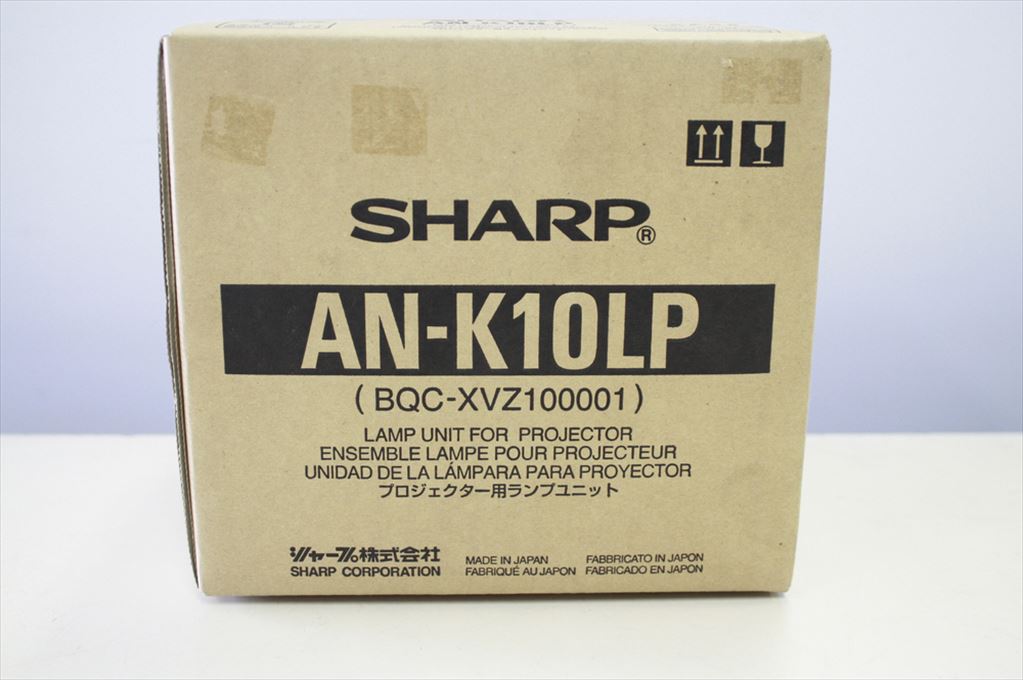 SHARP®
AN-K10LP
(BQC-XVZ100001)
LAMP UNIT FOR PROJECTOR
ENSEMBLE LAMPE POUR PROJECTEUR
UNIDAD DE LA LÁMPARA PARA PROYECTOR
プロジェクター用ランプユニット
シャープ株式会社
SHARP CORPORATION
MADE IN JAPAN FABBRICATO IN JAPON
FABRIQUÉ AU JAPON FABRICADO EN JAPON